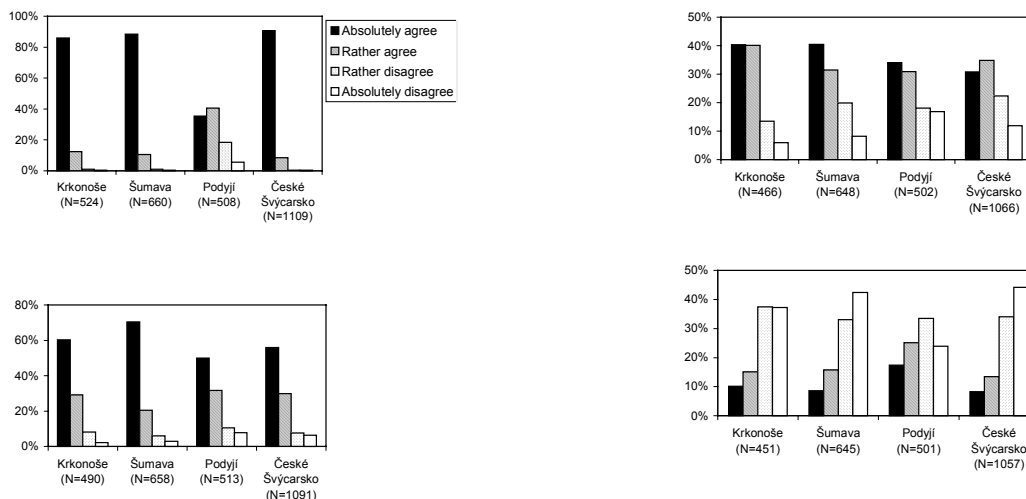 100%
80%
60%
40%
20%
0%
Absolutely agree
Rather agree
Rather disagree
Absolutely disagree
Krkonoše Šumava Podyjí České
(N=524) (N=660) (N=508) Švýcarsko
(N=1109)
50%
40%
30%
20%
10%
0%
Krkonoše Šumava Podyjí České
(N=466) (N=648) (N=502) Švýcarsko
(N=1066)
80%
60%
40%
20%
0%
Krkonoše Šumava Podyjí České
(N=490) (N=658) (N=513) Švýcarsko
(N=1091)
50%
40%
30%
20%
10%
0%
Krkonoše Šumava Podyjí České
(N=451) (N=645) (N=501) Švýcarsko
(N=1057)